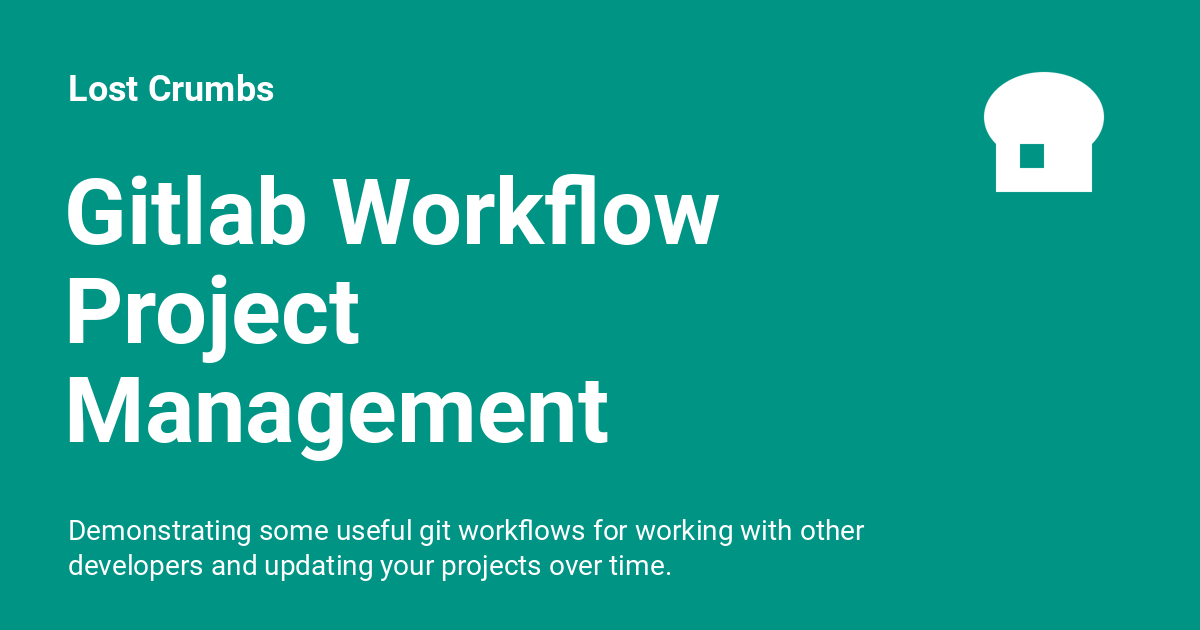 Lost Crumbs
Gitlab Workflow
Project
Management
Demonstrating some useful git workflows for working with other
developers and updating your projects over time.